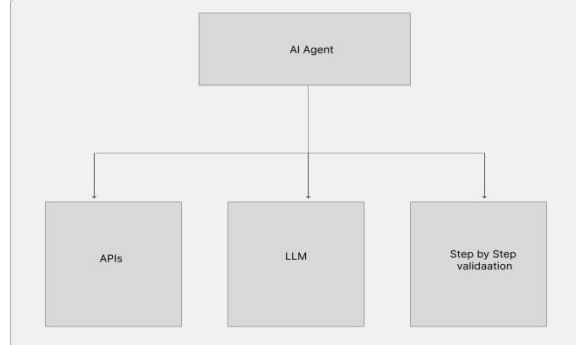 AI Agent
APIs
LLM
Step by Step
validaation